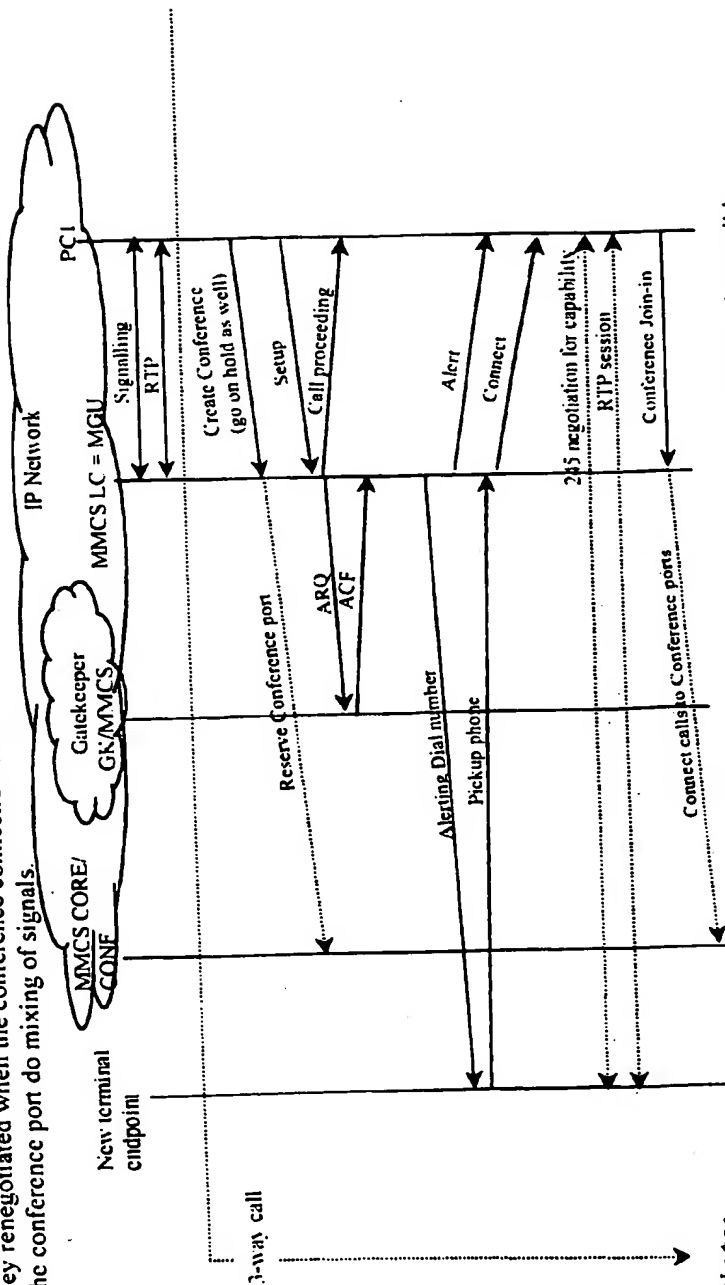 ey renegotiated when the conference
he conference port do mixing of signals.
IP Network
PCI
MMCS LC = MGU
Gatekeeper
GK/MMCS
MMCS CORE/
CONF
New terminal
endpoint
Signalling
RTP
3-way call
Create Conference
(go on hold as well)
Reserve Conference port
Setup
Call proceeding
ARQ
ACF
Alerting Dial number
Alert
Pickup phone
Connect
245 negotiation for capability
RTP session
Conference Join-in
Connect calls to Conference ports